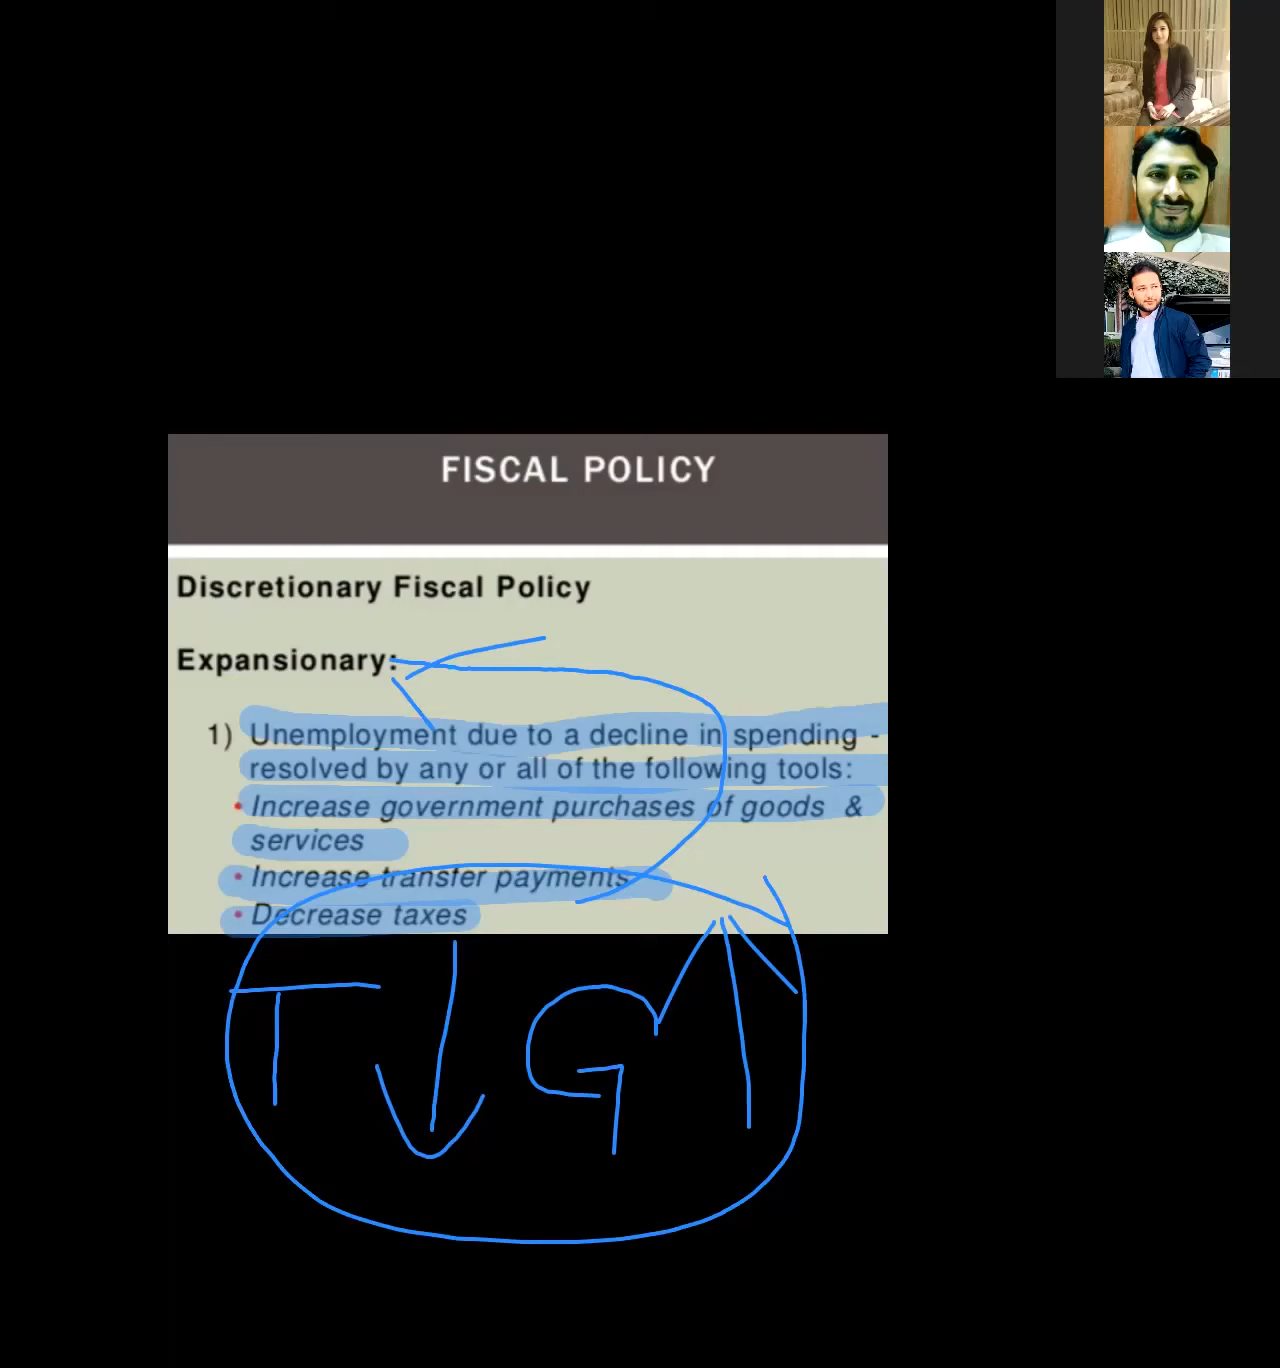 FISCAL POLICY
Discretionary Fiscal Policy
Expansionary:
1) Unemployment due to a decline in spending -
resolved by any or all of the following tools:
• Increase government purchases of goods &
services
• Increase transfer payments
• Decrease taxes
T ↓ G ↑